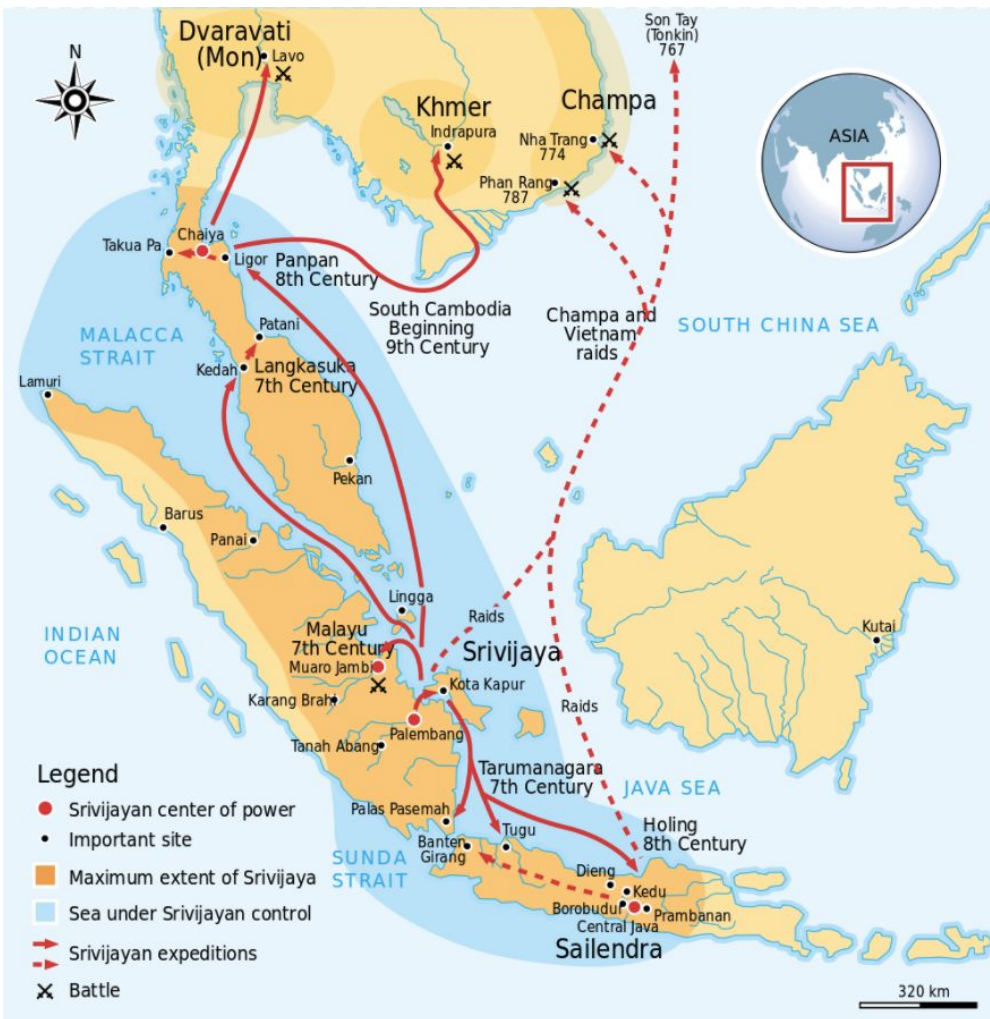 Son Tay
(Tonkin)
767
Dvaravati
(Mon)
Lavo
N
Khmer
Indrapura
Champa
Nha Trang
774
Phan Rang
787
ASIA
Takua Pa
Chaiya
Ligor
Panpan
8th Century
South Cambodia
Beginning
9th Century
Champa and
Vietnam
raids
SOUTH CHINA SEA
MALACCA
STRAIT
Patani
Kedah
Langkasuka
7th Century
Lamuri
Pekan
Barus
Panai
Lingga
Raids
INDIAN
OCEAN
Malayu
7th Century
Muaro Jambi
Srivijaya
Kota Kapur
Kutai
Karang Brahi
Palembang
Raids
Tanah Abang
Tarumanagara
7th Century
JAVA SEA
Legend
Srivijayan center of power
Important site
Maximum extent of Srivijaya
Sea under Srivijayan control
Srivijayan expeditions
Battle
Palas Pasemah
SUNDA
STRAIT
Banten
Girang
Tugu
Holing
8th Century
Dieng
Kedu
Borobudur
Prambanan
Central Java
Sailendra
320 km